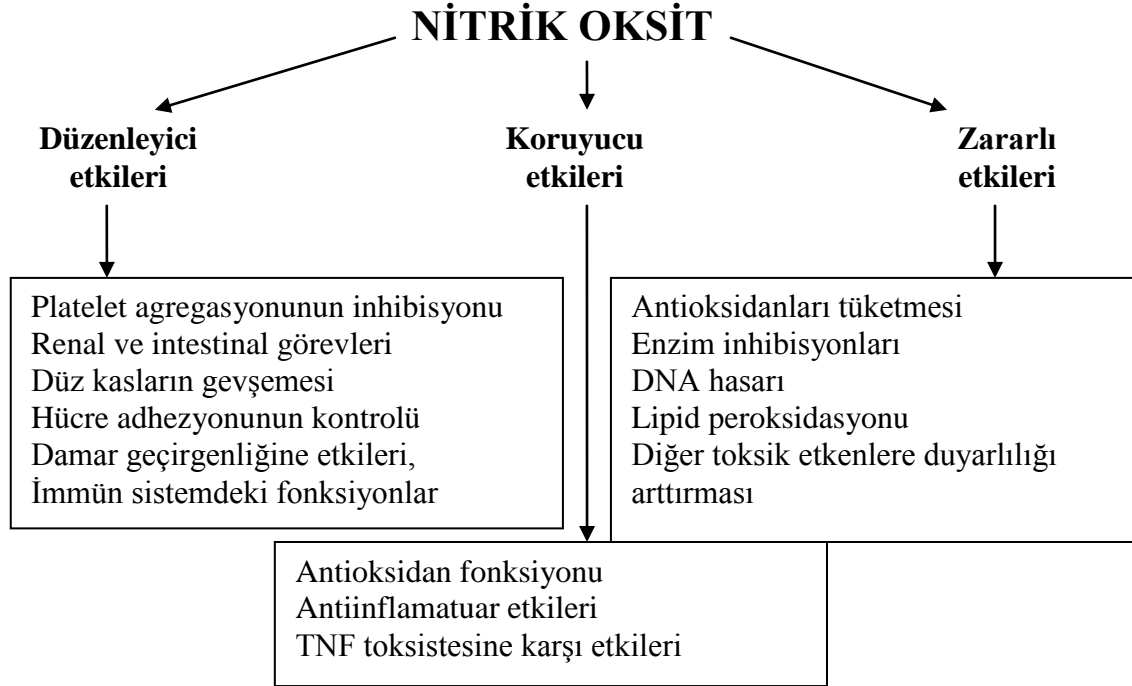 NİTRİK OKSİT
Düzenleyici
etkileri
Koruyucu
etkileri
Zararlı
etkileri
Platelet agregasyonunun inhibisyonu
Renal ve intestinal görevleri
Düz kasların gevşemesi
Hücre adhezyonunun kontrolü
Damar geçirgenliğine etkileri,
İmmün sistemdeki fonksiyonlar
Antioksidanları tüketmesi
Enzim inhibisyonları
DNA hasarı
Lipid peroksidasyonu
Diğer toksik etkenlere duyarlılığı
arttırması
Antioksidan fonksiyonu
Antiinflamatuar etkileri
TNF toksistesine karşı etkileri